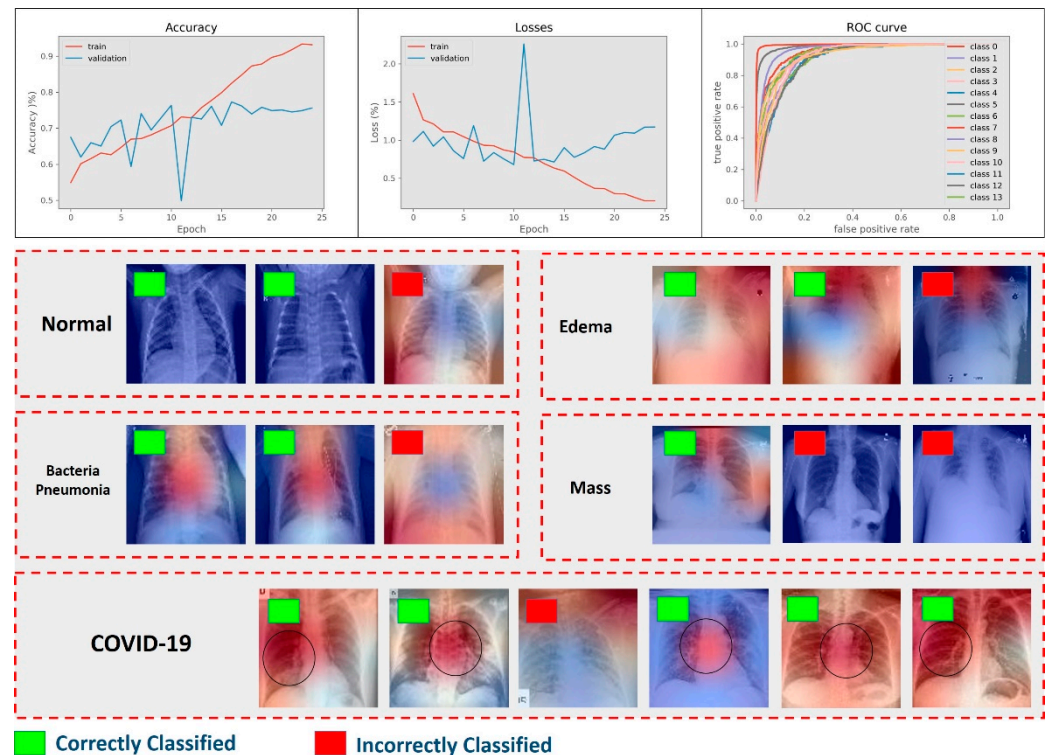 Accuracy
train
validation
0.9
0.8
0.7
0.6
0.5
Accuracy )%)
0
5
10
15
20
25
Epoch
Losses
train
validation
2.0
1.5
1.0
0.5
Loss (%)
0
5
10
15
20
25
Epoch
ROC curve
1.0
0.8
0.6
0.4
0.2
0.0
true positive rate
class 0
class 1
class 2
class 3
class 4
class 5
class 6
class 7
class 8
class 9
class 10
class 11
class 12
class 13
0.0
0.2
0.4
0.6
0.8
1.0
false positive rate
Normal
Edema
Bacteria
Pneumonia
Mass
COVID-19
Correctly Classified
Incorrectly Classified